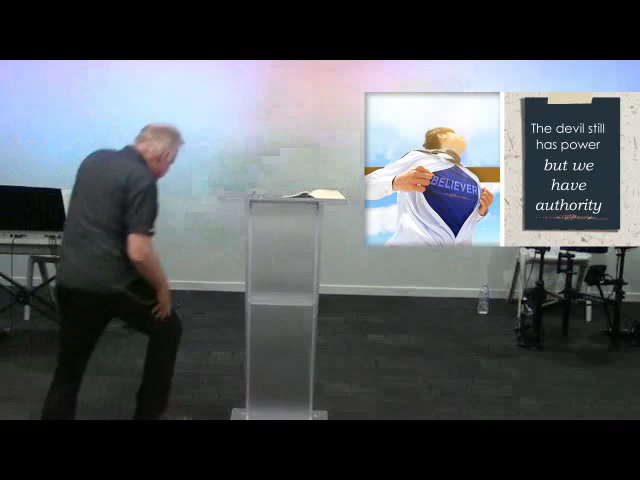 BELIEVER
The devil still
has power
but we
have
authority